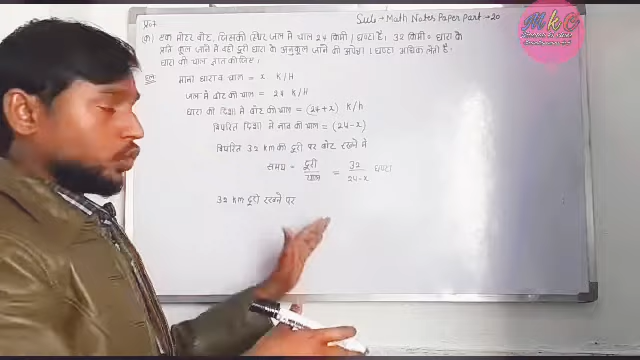 Sub→Math Notes Paper Part→20
MKC
(क) एक मोटर बोट, जिसकी स्थिर जल में चाल 24 किमी/घण्टा है। 32 किमी० धारा के
प्रतिकूल जाने में वही दूरी धारा के अनुकूल जाने की अपेक्षा 1 घण्टा अधिक लेती है।
धारा की चाल ज्ञात कीजिए।
हल:- माना धारा व चाल = x K/H
जल में बोट की चाल = 24 K/H
धारा की दिशा में बोट की चाल = (24+x) K/h
विपरित दिशा में नाव की चाल = (24-x)
विपरित 32 km की दूरी पर बोट रखने में
समय = दूरी/चाल = 32/24-x घण्टा
32 km दूरी रखने पर